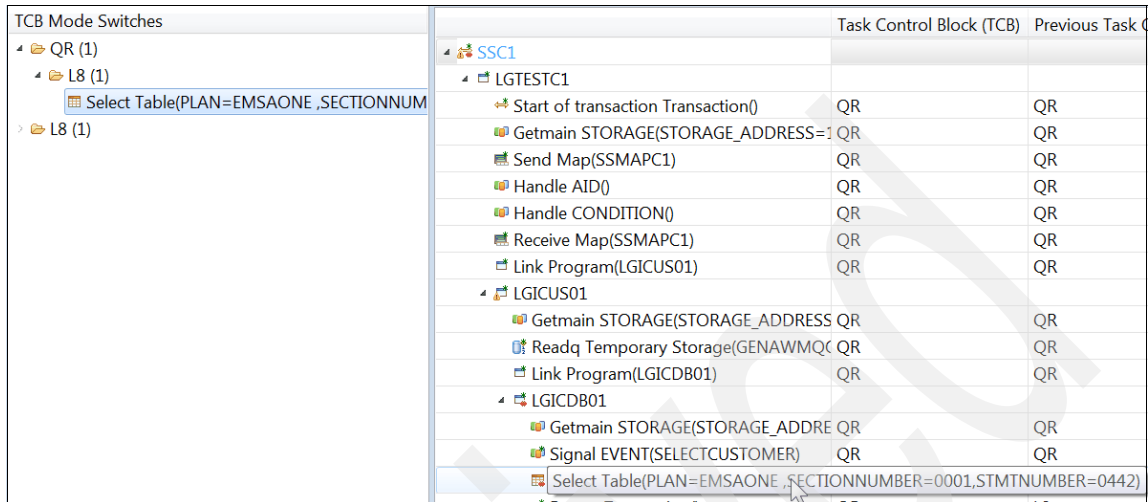 TCB Mode Switches
QR (1)
L8 (1)
Select Table(PLAN=EMSAONE ,SECTIONNUM
L8 (1)
Task Control Block (TCB) Previous Task
SSC1
LGTESTC1
Start of transaction Transaction() QR QR
Getmain STORAGE(STORAGE_ADDRESS=1 QR QR
Send Map(SSMAPC1) QR QR
Handle AID() QR QR
Handle CONDITION() QR QR
Receive Map(SSMAPC1) QR QR
Link Program(LGICUS01) QR QR
LGICUS01
Getmain STORAGE(STORAGE_ADDRESS QR QR
Readq Temporary Storage(GENAWMQC QR QR
Link Program(LGICDB01) QR QR
LGICDB01
Getmain STORAGE(STORAGE_ADDRE QR QR
Signal EVENT(SELECTCUSTOMER) QR QR
Select Table(PLAN=EMSAONE ,SECTIONNUMBER=0001,STMTNUMBER=0442)